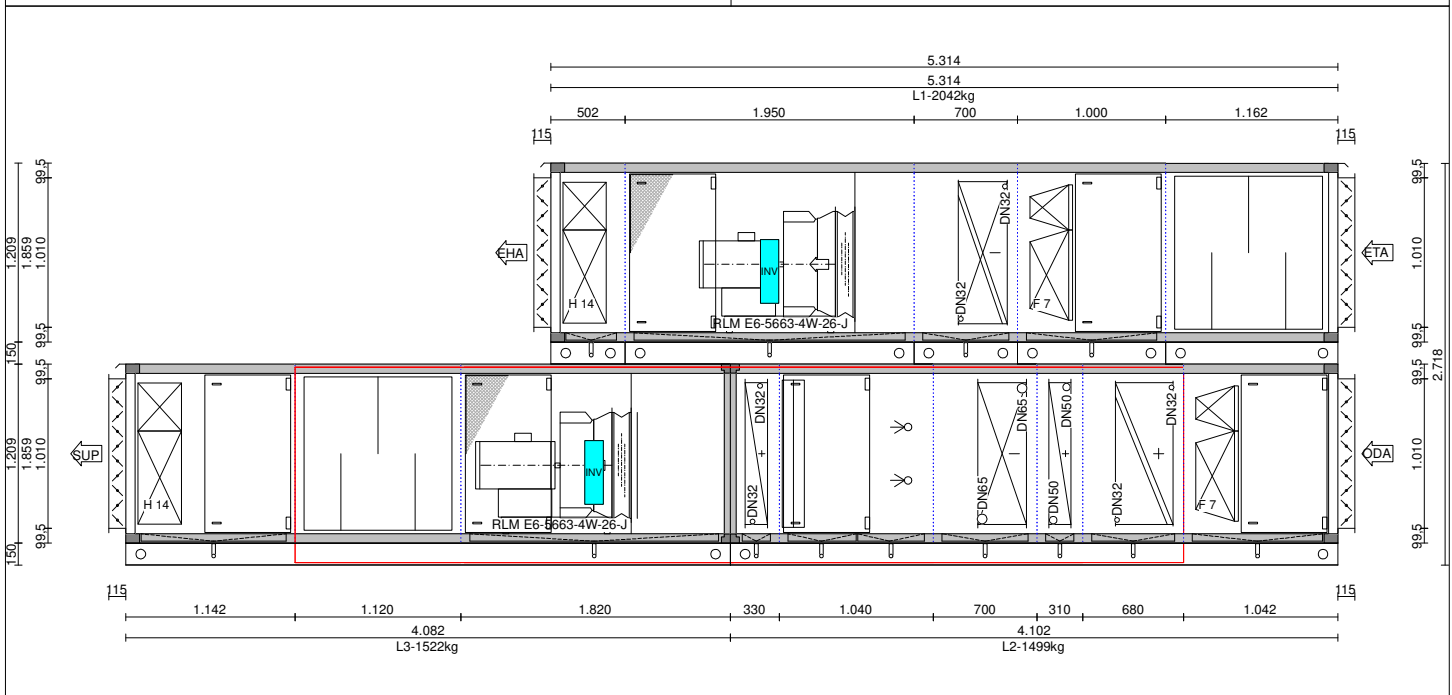 5.314
5.314
L1-2042kg
502 1.950 700 1.000 1.162
115 115
99,5 99,5
1.209 1.859 1.010 1.010
EHA ETA
H 14 INV DN32 DN32 F 7
RLM E6-5663-4W-26-J
99,5 99,5
150 2.718
99,5 99,5
1.209 1.859 1.010 1.010
SUP ODA
H 14 INV DN32 DN32 DN65 DN65 DN50 DN50 DN32 DN32 F 7
RLM E6-5663-4W-26-J
99,5 99,5
150
115 115
1.142 1.120 1.820 330 1.040 700 310 680 1.042
4.082 4.102
L3-1522kg L2-1499kg